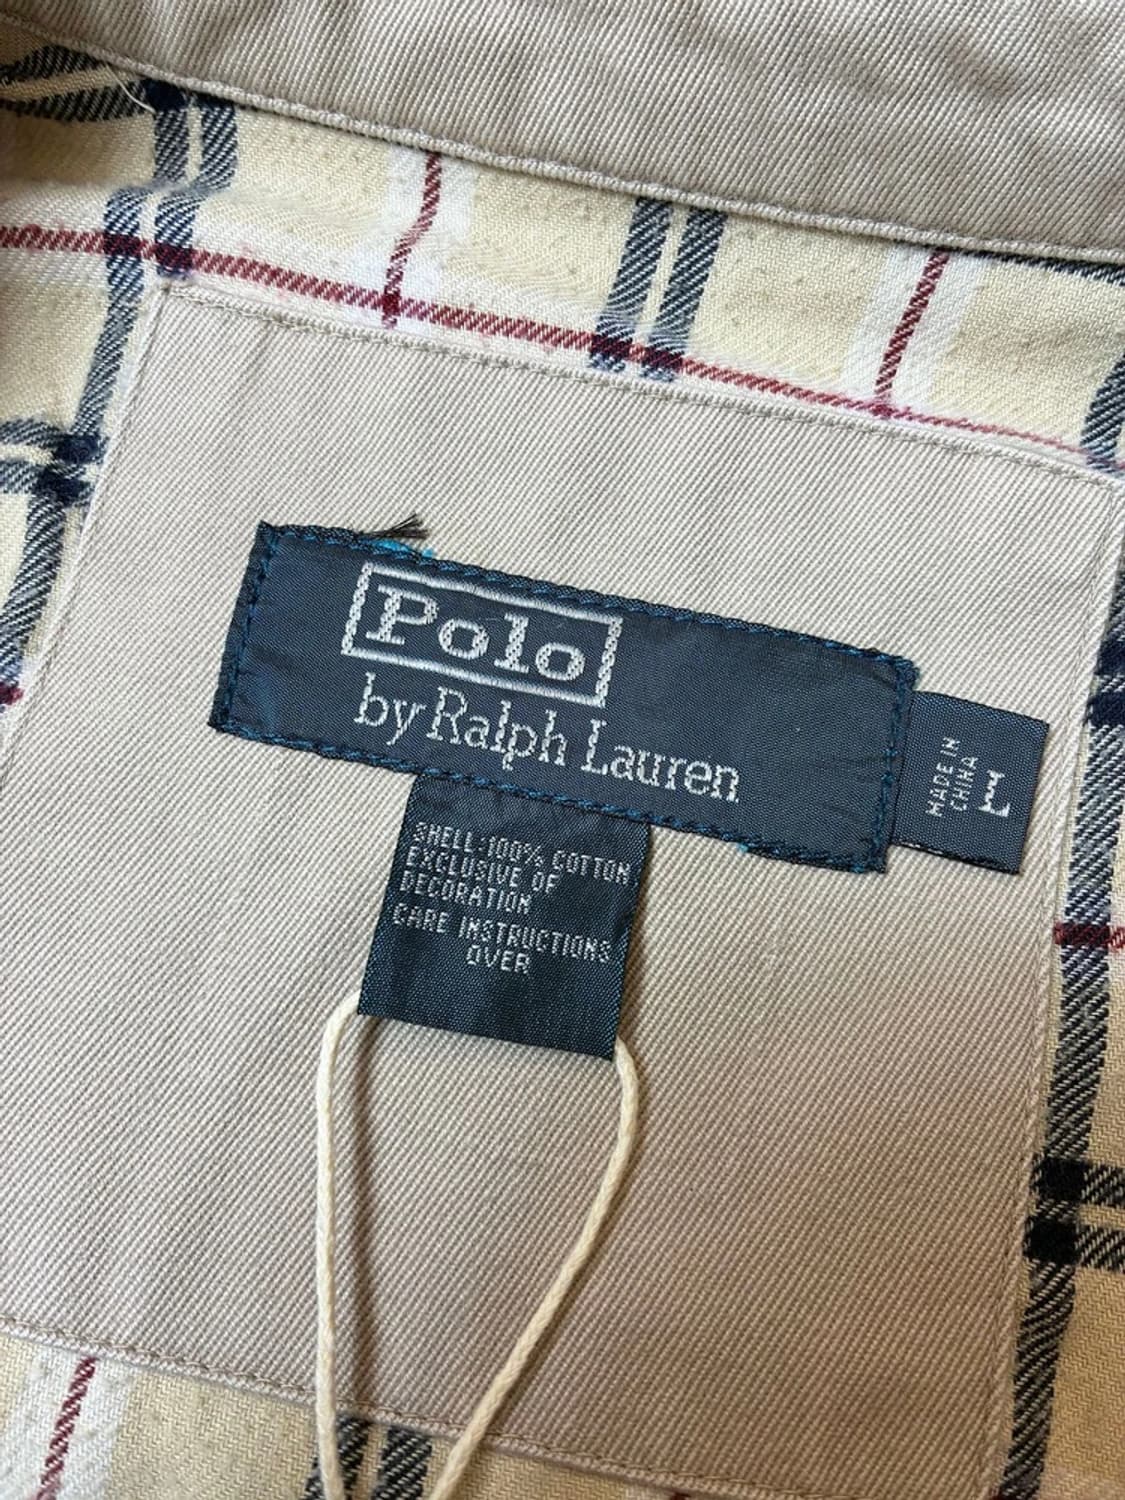 Polo
by Ralph Lauren
MADE IN
CHINA
L
SHELL:100% COTTON
EXCLUSIVE OF
DECORATION
CARE INSTRUCTIONS
OVER